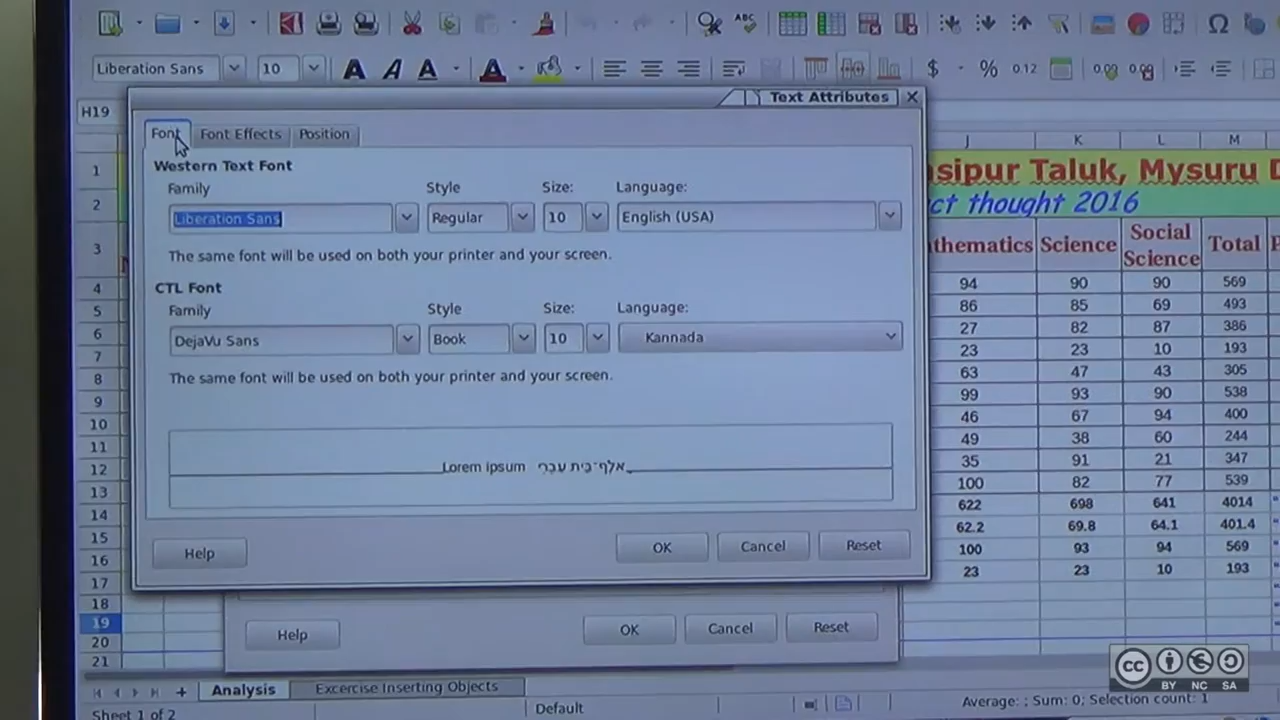 ABC
Liberation Sans 10 A A A A $ % 0.12 0.00 0.00
H19 Text Attributes
Font Font Effects Position
Western Text Font
Family Style Size: Language:
Liberation Sans Regular 10 English (USA)
The same font will be used on both your printer and your screen.
CTL Font
Family Style Size: Language:
DejaVu Sans Book 10 Kannada
The same font will be used on both your printer and your screen.
Lorem ipsum אלף־בית עברי
Help OK Cancel Reset
Help OK Cancel Reset
J K L M
1 sipur Taluk, Mysuru D
2 ct thought 2016
3 thematics Science Social Science Total P
4 94 90 90 569
5 86 85 69 493
6 27 82 87 386
7 23 23 10 193
8 63 47 43 305
9 99 93 90 538
10 46 67 94 400
11 49 38 60 244
12 35 91 21 347
13 100 82 77 539
14 622 698 641 4014
15 62.2 69.8 64.1 401.4
16 100 93 94 569
17 23 23 10 193
18
19
20
21
Analysis Excercise Inserting Objects
Sheet 1 of 2 Default Average: ; Sum: 0; Selection count: 1
cc BY NC SA